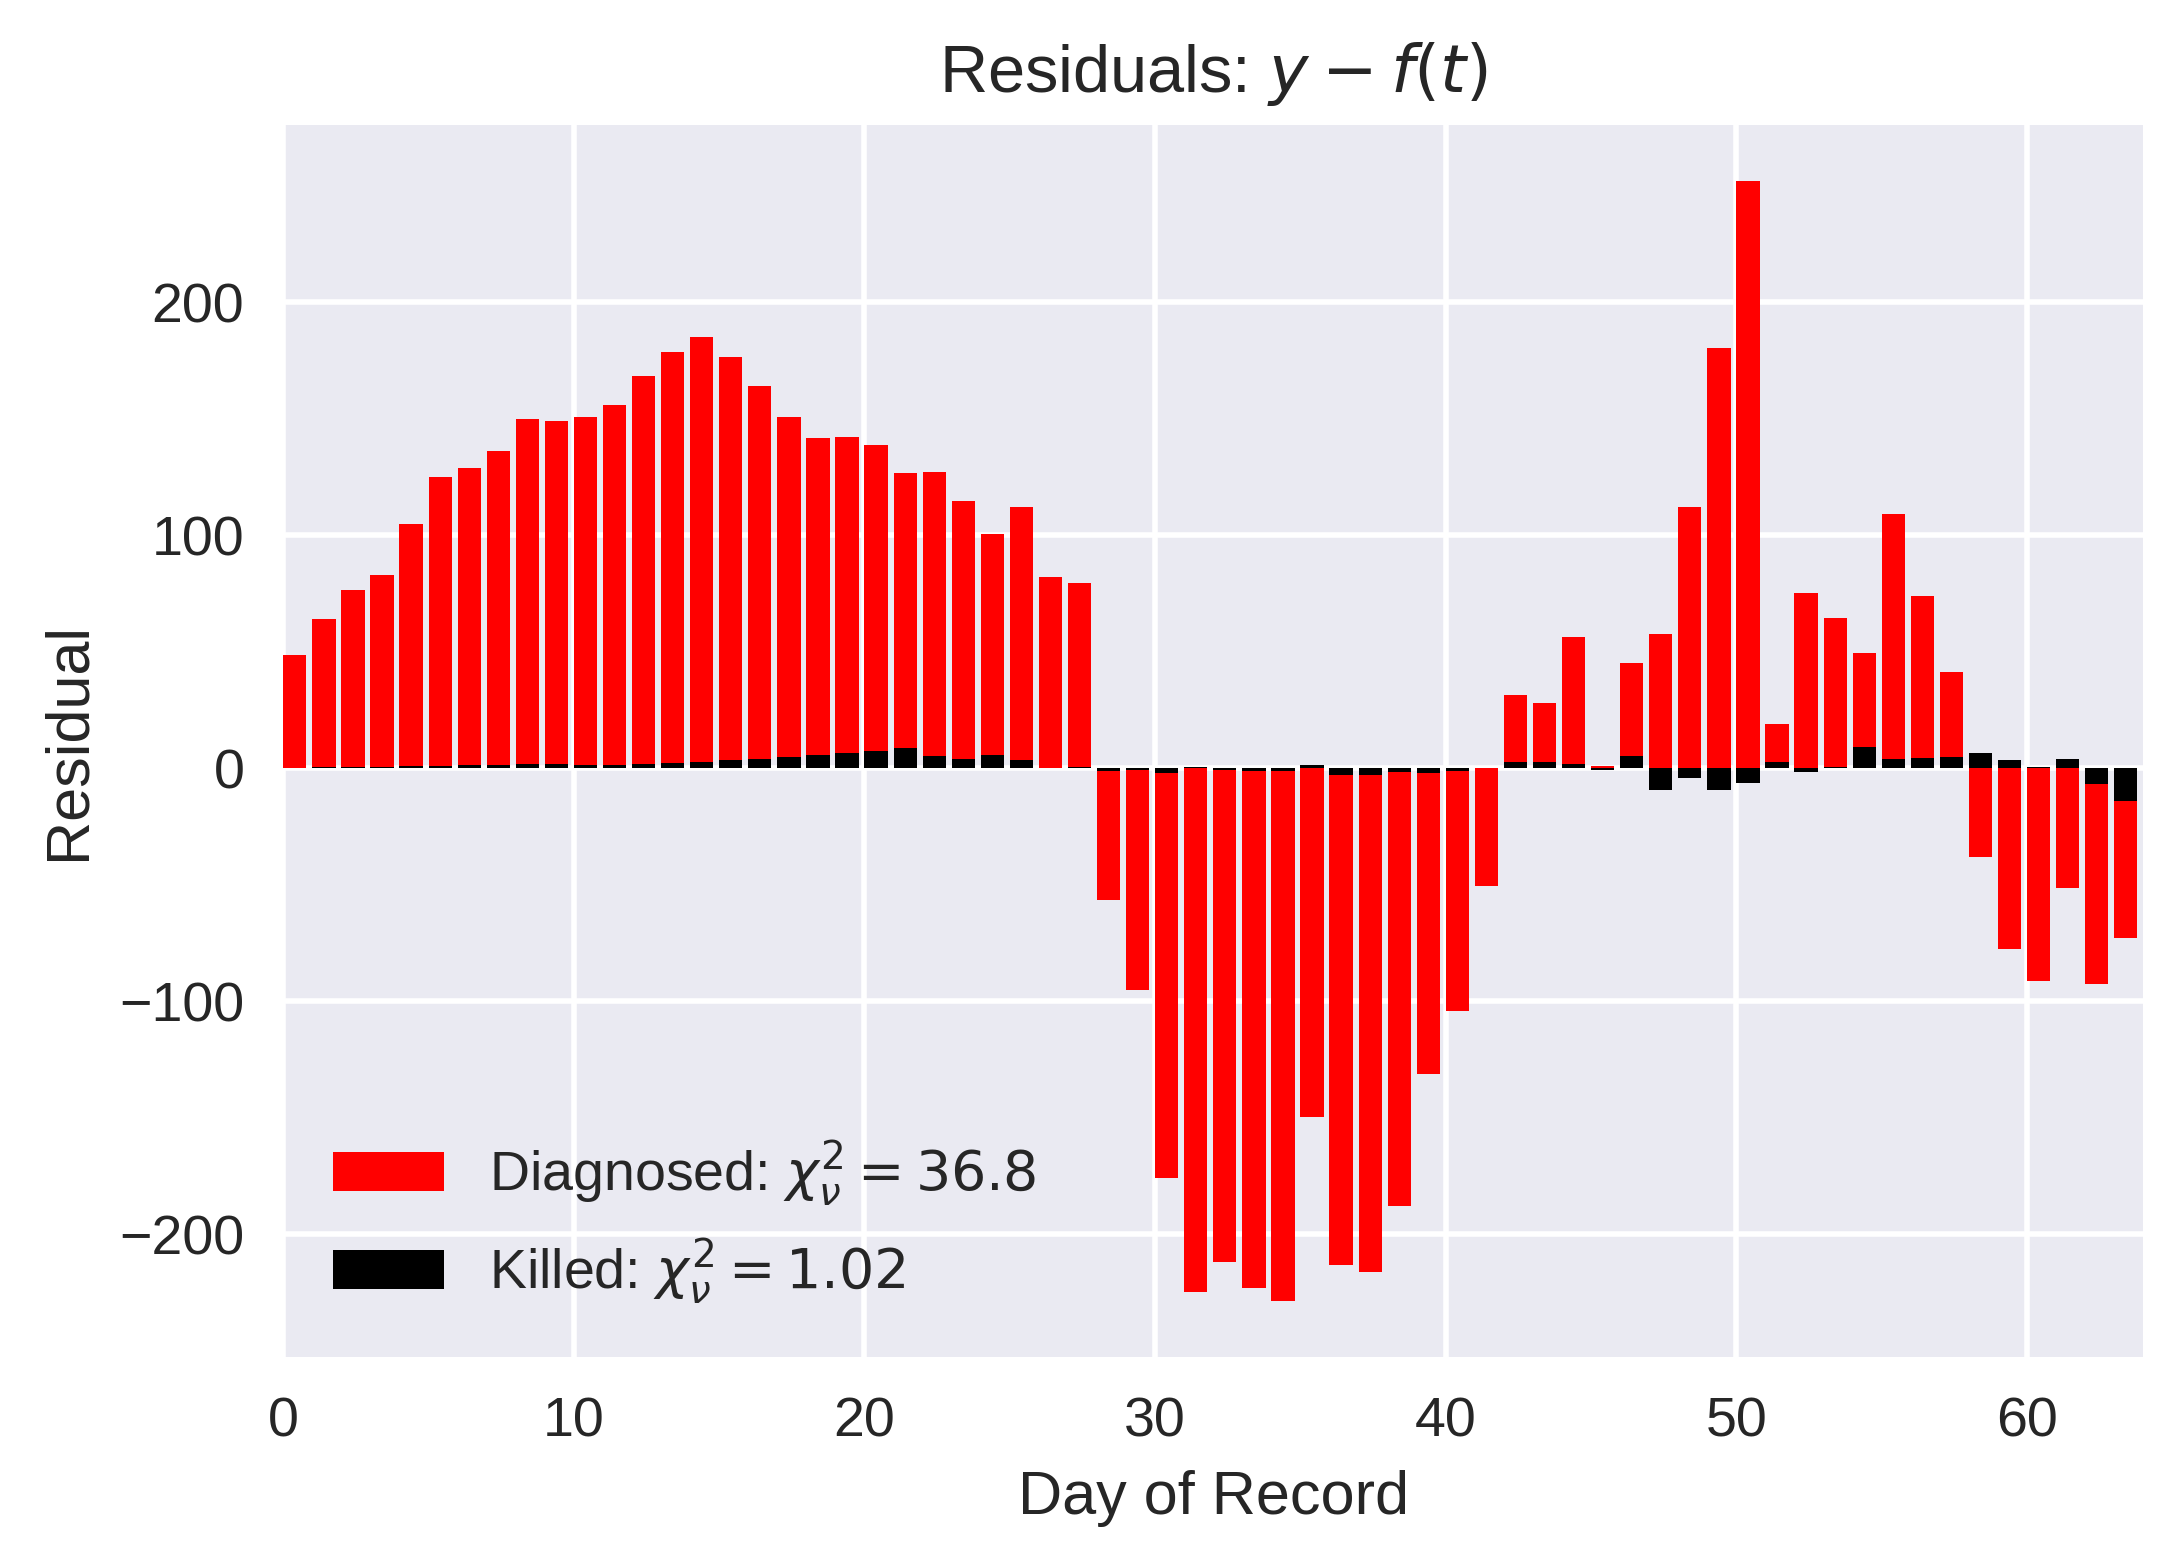 Residuals: y − f(t)
200
100
0
−100
−200
Residual
Diagnosed: χ²ᵥ = 36.8
Killed: χ²ᵥ = 1.02
0 10 20 30 40 50 60
Day of Record